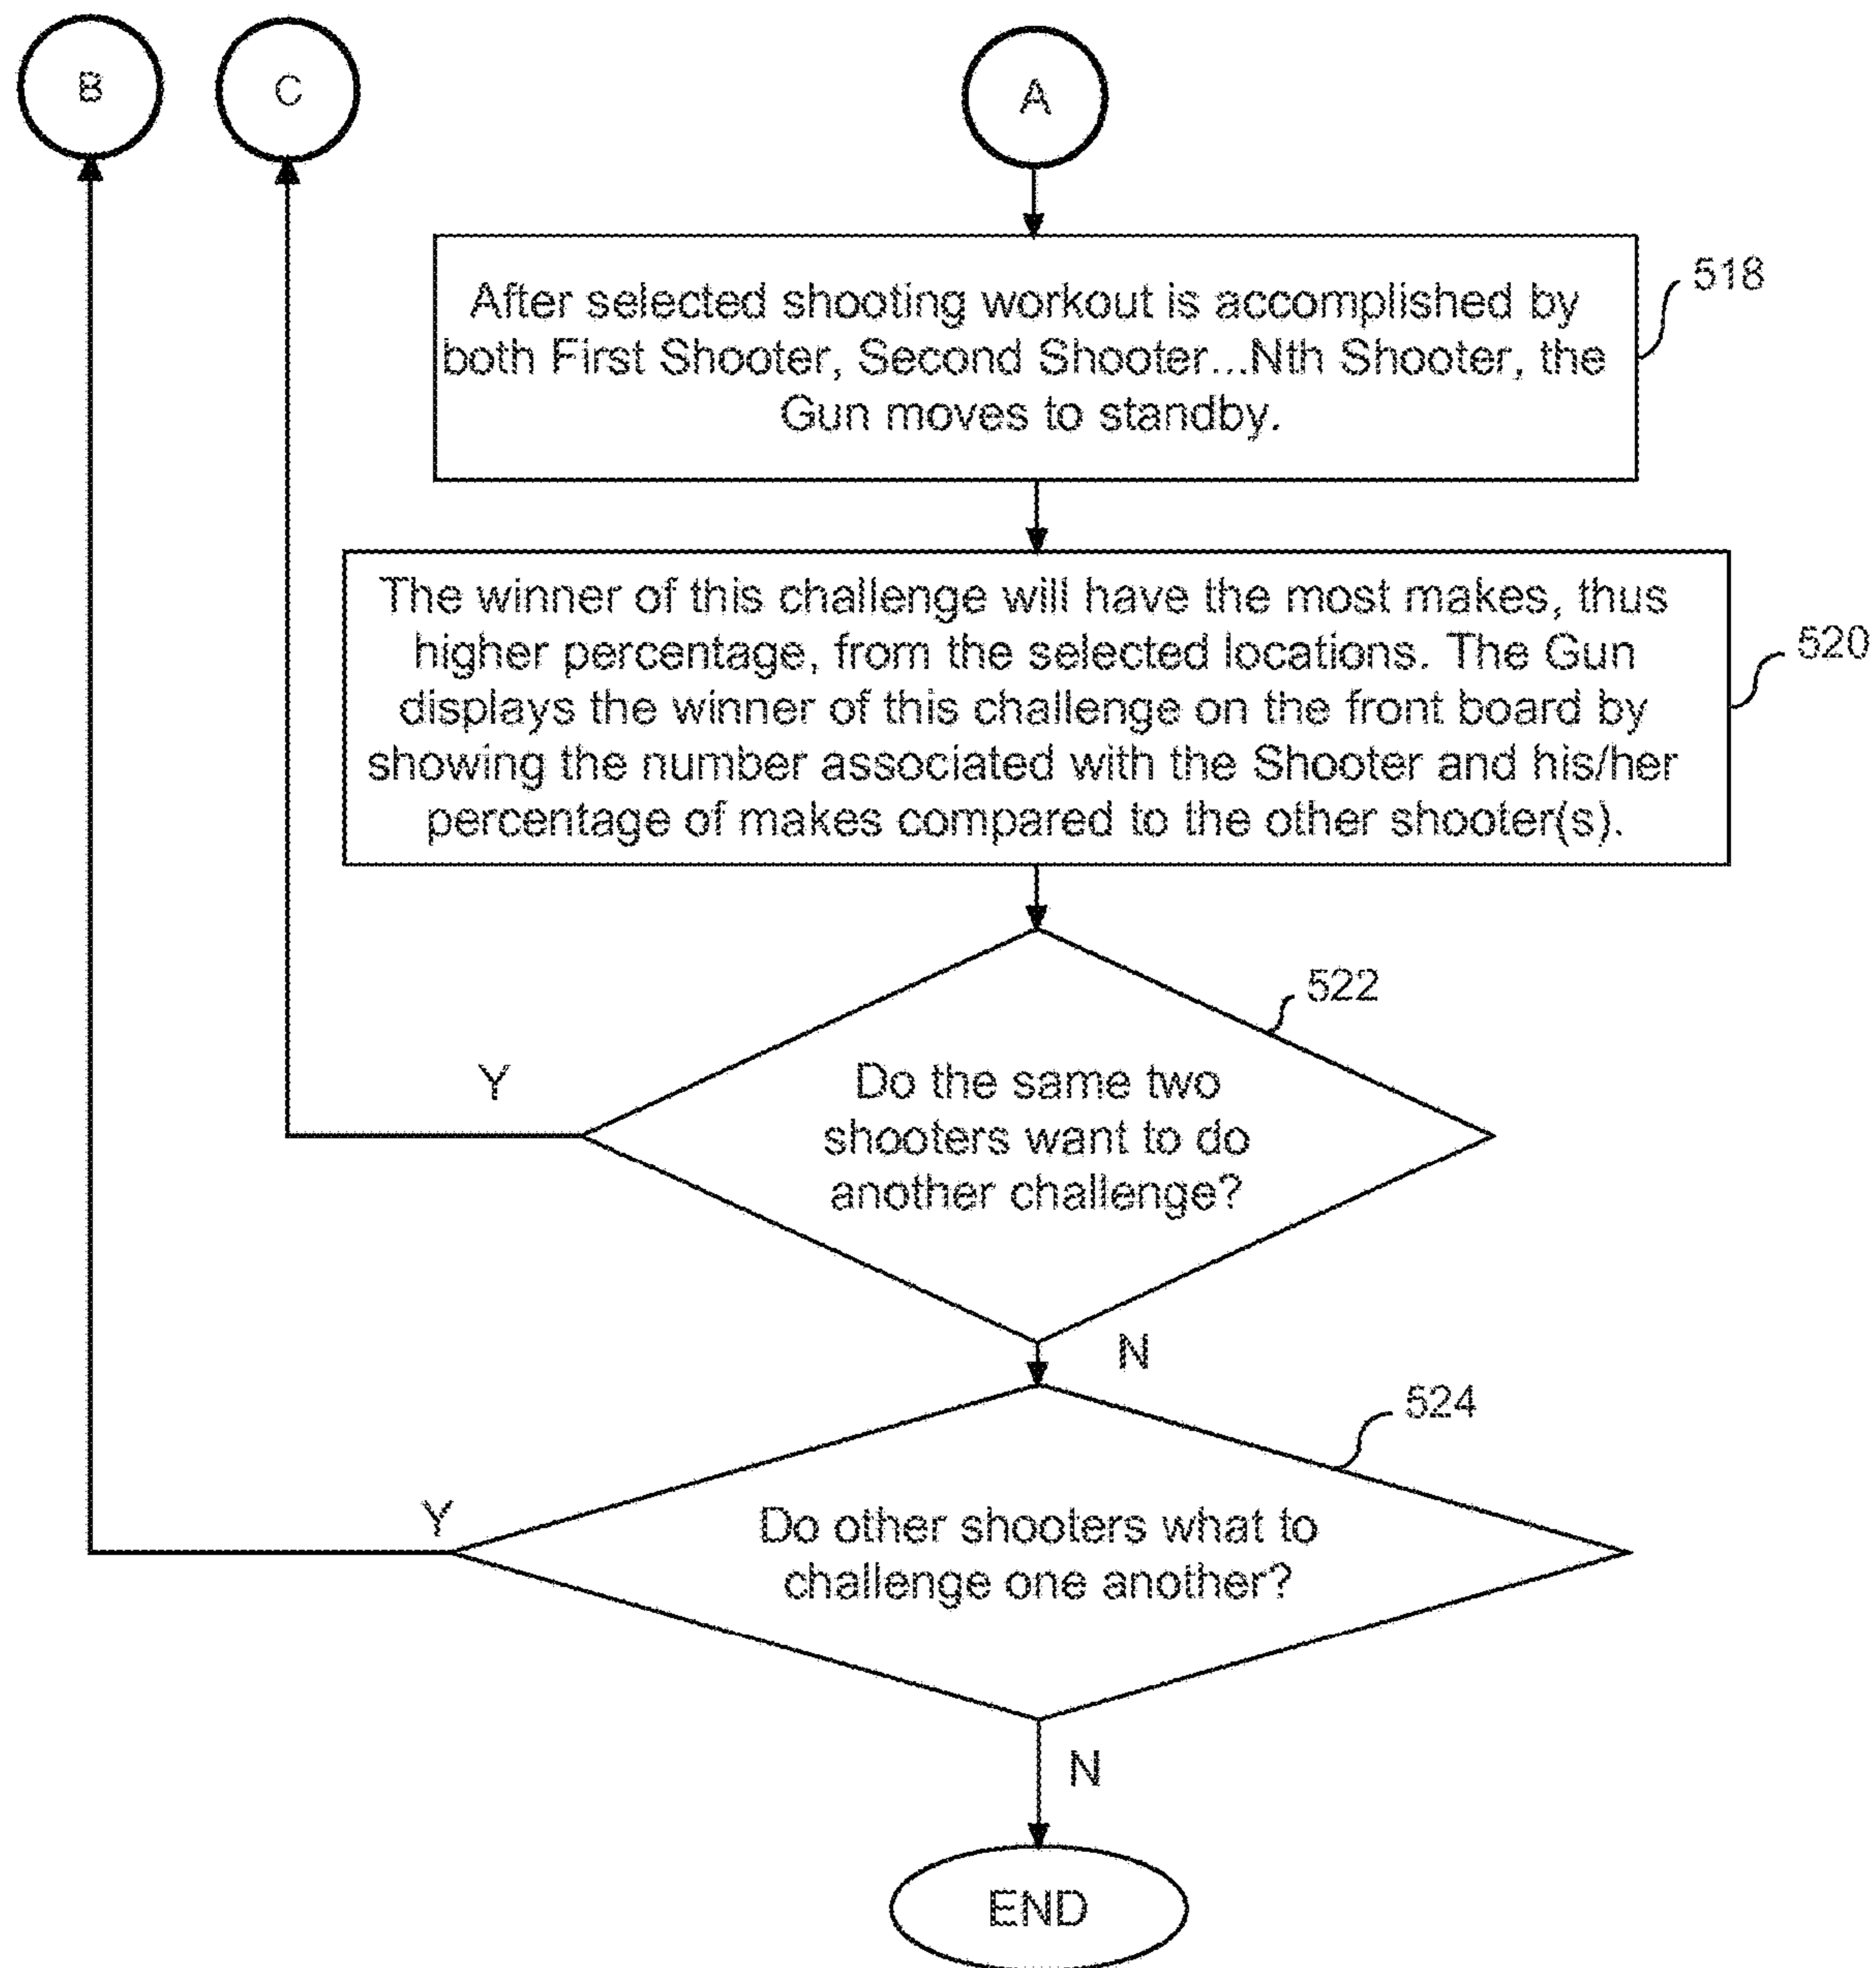 B
C
A
After selected shooting workout is accomplished by
both First Shooter, Second Shooter...Nth Shooter, the
Gun moves to standby.
518
The winner of this challenge will have the most makes, thus
higher percentage, from the selected locations. The Gun
displays the winner of this challenge on the front board by
showing the number associated with the Shooter and his/her
percentage of makes compared to the other shooter(s).
520
522
Y
Do the same two
shooters want to do
another challenge?
N
524
Y
Do other shooters what to
challenge one another?
N
END